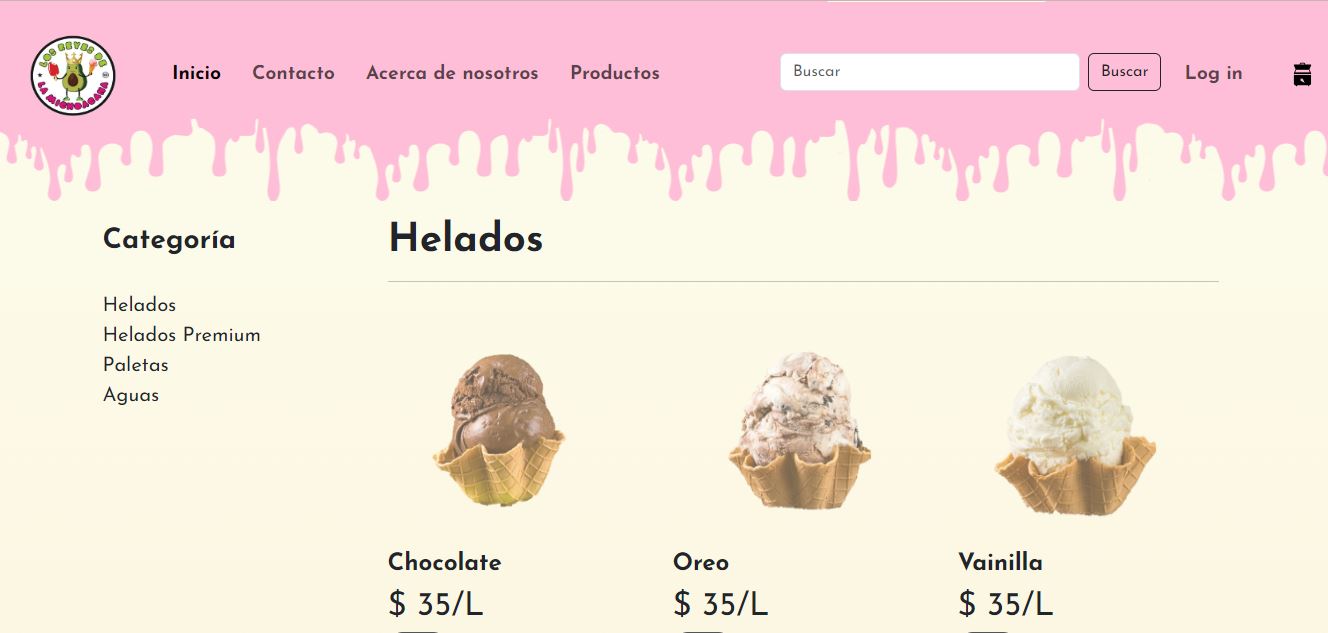 LOS REYES DE
LA MICHOACANA
Inicio
Contacto
Acerca de nosotros
Productos
Buscar
Buscar
Log in
Categoría
Helados
Helados Premium
Paletas
Aguas
Helados
Chocolate
$ 35/L
Oreo
$ 35/L
Vainilla
$ 35/L